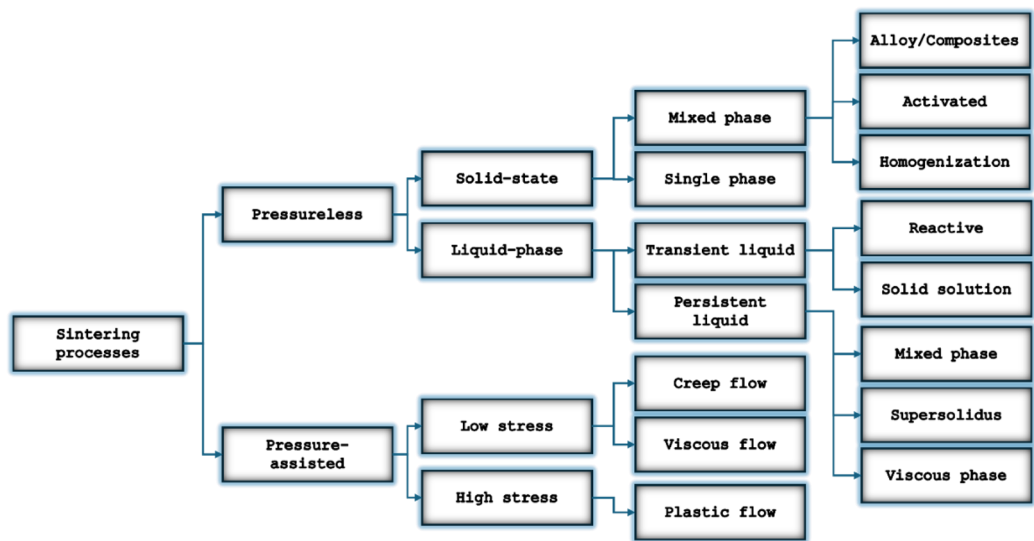 Alloy/Composites
Mixed phase
Activated
Homogenization
Solid-state
Single phase
Pressureless
Liquid-phase
Transient liquid
Reactive
Persistent
liquid
Solid solution
Sintering
processes
Mixed phase
Creep flow
Supersolidus
Low stress
Viscous flow
Pressure-
assisted
Viscous phase
High stress
Plastic flow